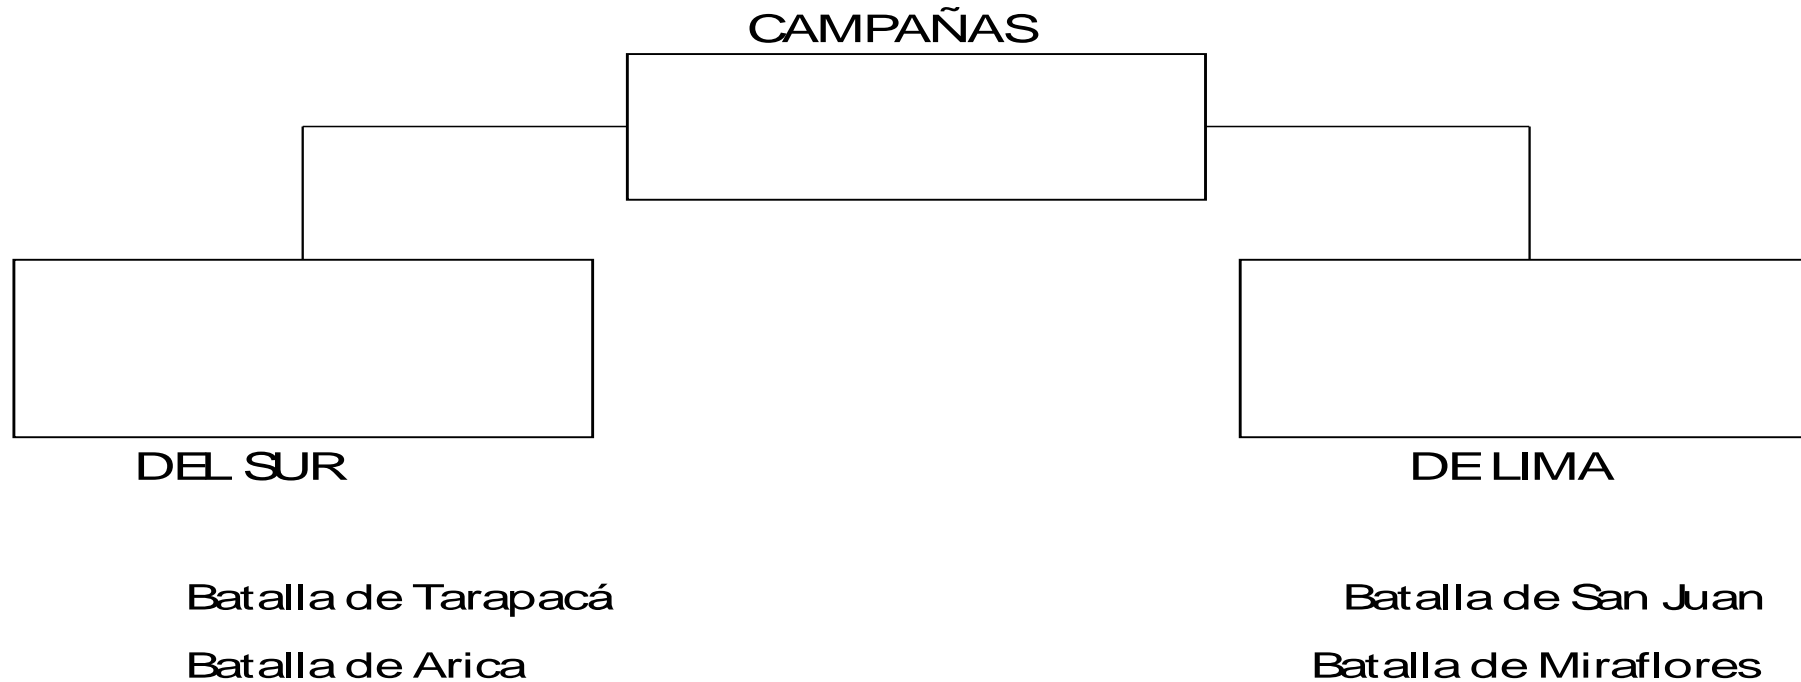 CAMPAÑAS
DEL SUR
DE LIMA
Batalla de Tarapacá
Batalla de San Juan
Batalla de Arica
Batalla de Miraflores